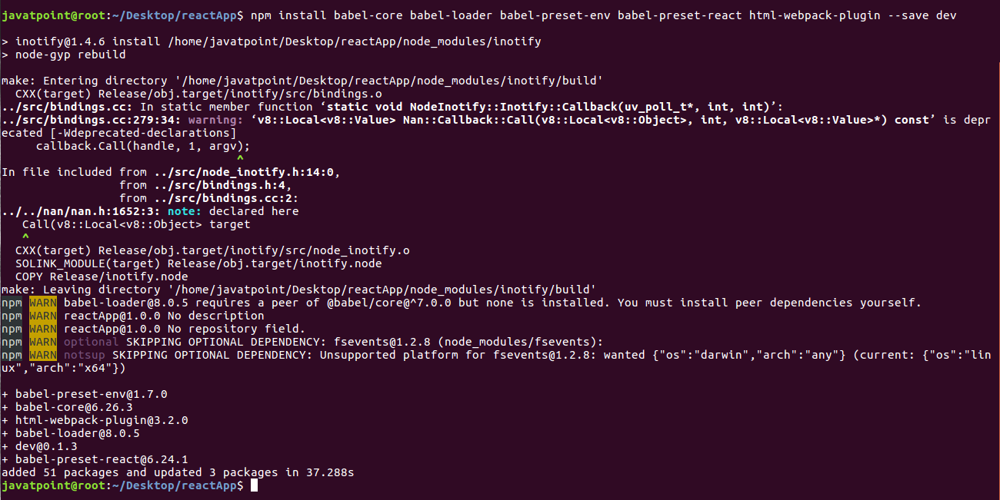 javatpoint@root:~/Desktop/reactApp$ npm install babel-core babel-loader babel-preset-env babel-preset-react html-webpack-plugin --save dev
> inotify@1.4.6 install /home/javatpoint/Desktop/reactApp/node_modules/inotify
> node-gyp rebuild
make: Entering directory '/home/javatpoint/Desktop/reactApp/node_modules/inotify/build'
CXX(target) Release/obj.target/inotify/src/bindings.o
../src/bindings.cc: In static member function ‘static void NodeInotify::Inotify::Callback(uv_poll_t*, int, int)’:
../src/bindings.cc:279:34: warning: ‘v8::Local<v8::Value> Nan::Callback::Call(v8::Local<v8::Object>, int, v8::Local<v8::Value>*) const’ is depr
ecated [-Wdeprecated-declarations]
callback.Call(handle, 1, argv);
^
In file included from ../src/node_inotify.h:14:0,
from ../src/bindings.h:4,
from ../src/bindings.cc:2:
../../nan/nan.h:1652:3: note: declared here
Call(v8::Local<v8::Object> target
^
CXX(target) Release/obj.target/inotify/src/node_inotify.o
SOLINK_MODULE(target) Release/obj.target/inotify.node
COPY Release/inotify.node
make: Leaving directory '/home/javatpoint/Desktop/reactApp/node_modules/inotify/build'
npm WARN babel-loader@8.0.5 requires a peer of @babel/core@^7.0.0 but none is installed. You must install peer dependencies yourself.
npm WARN reactApp@1.0.0 No description
npm WARN reactApp@1.0.0 No repository field.
npm WARN optional SKIPPING OPTIONAL DEPENDENCY: fsevents@1.2.8 (node_modules/fsevents):
npm WARN notsup SKIPPING OPTIONAL DEPENDENCY: Unsupported platform for fsevents@1.2.8: wanted {"os":"darwin","arch":"any"} (current: {"os":"lin
ux","arch":"x64"})
+ babel-preset-env@1.7.0
+ babel-core@6.26.3
+ html-webpack-plugin@3.2.0
+ babel-loader@8.0.5
+ dev@0.1.3
+ babel-preset-react@6.24.1
added 51 packages and updated 3 packages in 37.288s
javatpoint@root:~/Desktop/reactApp$